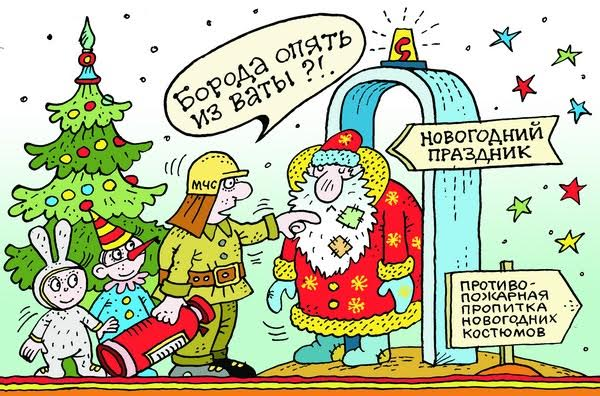 Борода опять
из ваты ?!..
МЧС
НОВОГОДНИЙ
ПРАЗДНИК
ПРОТИВО-
ПОЖАРНАЯ
ПРОПИТКА
НОВОГОДНИХ
КОСТЮМОВ